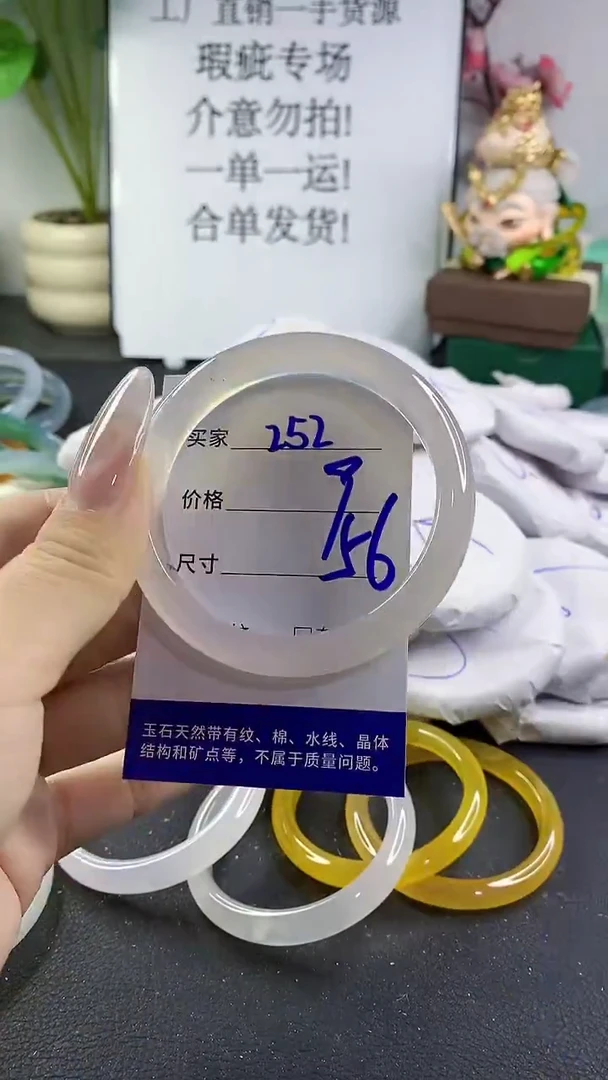 工厂直销一手货源
瑕疵专场
介意勿拍!
一单一运!
合单发货!
买家 252
价格
尺寸 56
玉石天然带有纹、棉、水线、晶体
结构和矿点等，不属于质量问题。